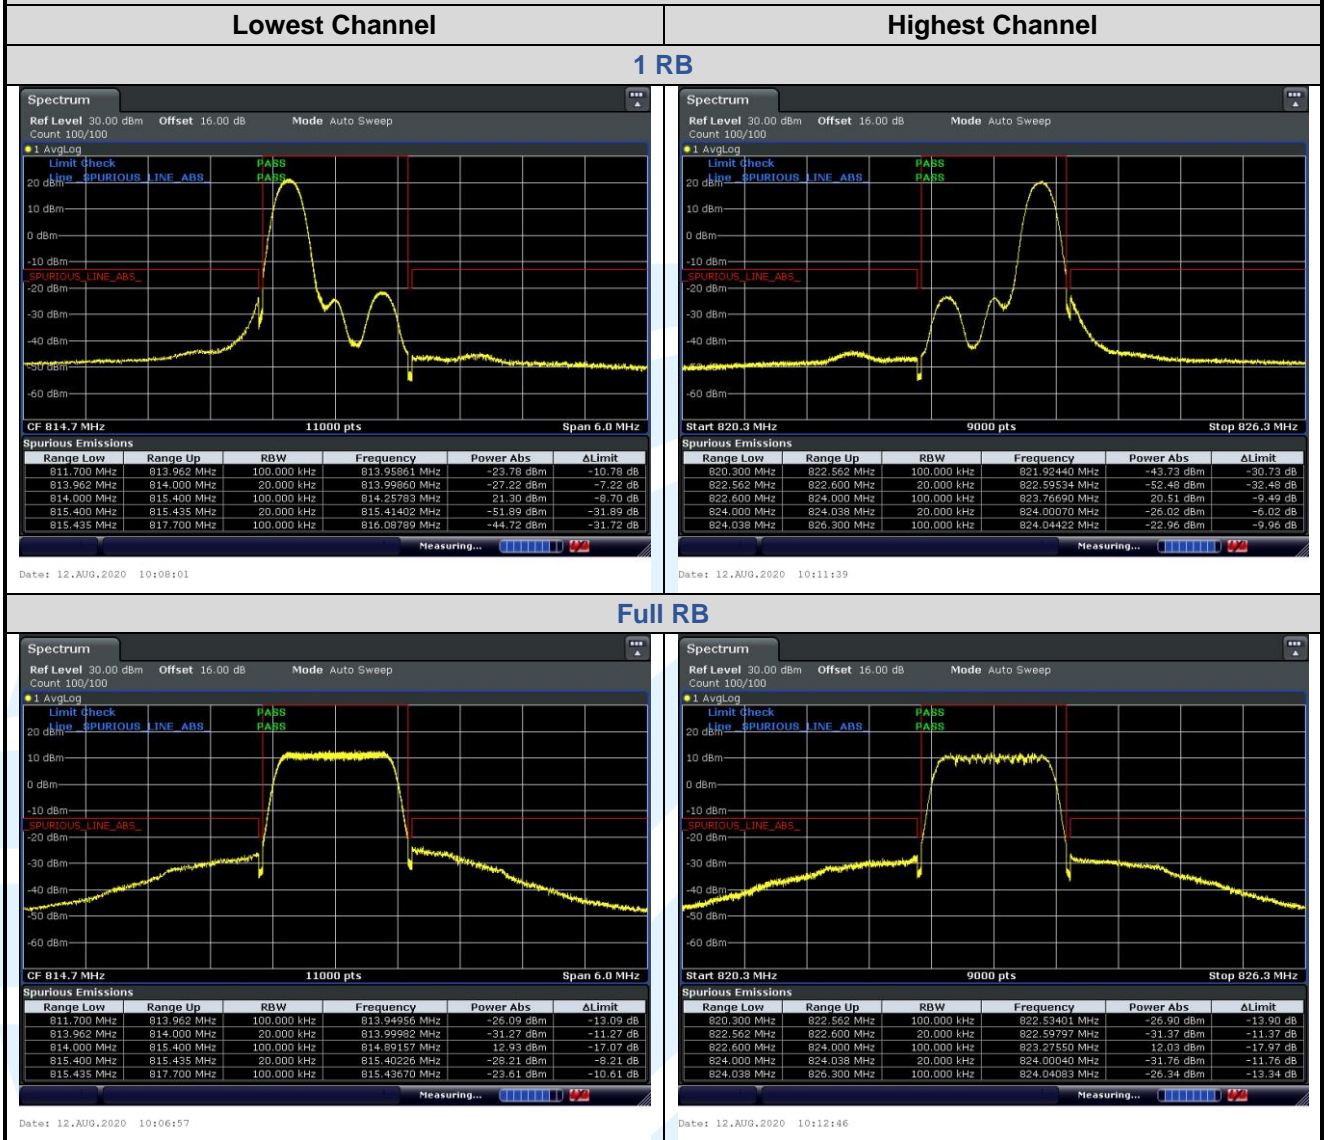 Lowest Channel Highest Channel
1 RB
Spectrum
Ref Level 30.00 dBm Offset 16.00 dB Mode Auto Sweep
Count 100/100
1 AvgLog
Limit Check PASS
Line _SPURIOUS_LINE_ABS_ PASS
20 dBm
10 dBm
0 dBm
-10 dBm
_SPURIOUS_LINE_ABS_
-20 dBm
-30 dBm
-40 dBm
-50 dBm
-60 dBm
CF 814.7 MHz 11000 pts Span 6.0 MHz
Spurious Emissions
Range Low Range Up RBW Frequency Power Abs ΔLimit
811.700 MHz 813.962 MHz 100.000 kHz 813.95861 MHz -23.78 dBm -10.78 dB
813.962 MHz 814.000 MHz 20.000 kHz 813.99860 MHz -27.22 dBm -7.22 dB
814.000 MHz 815.400 MHz 100.000 kHz 814.25783 MHz 21.30 dBm -8.70 dB
815.400 MHz 815.435 MHz 20.000 kHz 815.41402 MHz -51.89 dBm -31.89 dB
815.435 MHz 817.700 MHz 100.000 kHz 816.08789 MHz -44.72 dBm -31.72 dB
Measuring...
Date: 12.AUG.2020 10:08:01
Spectrum
Ref Level 30.00 dBm Offset 16.00 dB Mode Auto Sweep
Count 100/100
1 AvgLog
Limit Check PASS
Line _SPURIOUS_LINE_ABS_ PASS
20 dBm
10 dBm
0 dBm
-10 dBm
_SPURIOUS_LINE_ABS_
-20 dBm
-30 dBm
-40 dBm
-50 dBm
-60 dBm
Start 820.3 MHz 9000 pts Stop 826.3 MHz
Spurious Emissions
Range Low Range Up RBW Frequency Power Abs ΔLimit
820.300 MHz 822.562 MHz 100.000 kHz 821.92440 MHz -43.73 dBm -30.73 dB
822.562 MHz 822.600 MHz 20.000 kHz 822.59534 MHz -52.48 dBm -32.48 dB
822.600 MHz 824.000 MHz 100.000 kHz 823.76690 MHz 20.51 dBm -9.49 dB
824.000 MHz 824.038 MHz 20.000 kHz 824.00070 MHz -26.02 dBm -6.02 dB
824.038 MHz 826.300 MHz 100.000 kHz 824.04422 MHz -22.96 dBm -9.96 dB
Measuring...
Date: 12.AUG.2020 10:11:39
Full RB
Spectrum
Ref Level 30.00 dBm Offset 16.00 dB Mode Auto Sweep
Count 100/100
1 AvgLog
Limit Check PASS
Line _SPURIOUS_LINE_ABS_ PASS
20 dBm
10 dBm
0 dBm
-10 dBm
_SPURIOUS_LINE_ABS_
-20 dBm
-30 dBm
-40 dBm
-50 dBm
-60 dBm
CF 814.7 MHz 11000 pts Span 6.0 MHz
Spurious Emissions
Range Low Range Up RBW Frequency Power Abs ΔLimit
811.700 MHz 813.962 MHz 100.000 kHz 813.94956 MHz -26.09 dBm -13.09 dB
813.962 MHz 814.000 MHz 20.000 kHz 813.99982 MHz -31.27 dBm -11.27 dB
814.000 MHz 815.400 MHz 100.000 kHz 814.89157 MHz 12.93 dBm -17.07 dB
815.400 MHz 815.435 MHz 20.000 kHz 815.40226 MHz -28.21 dBm -8.21 dB
815.435 MHz 817.700 MHz 100.000 kHz 815.43670 MHz -23.61 dBm -10.61 dB
Measuring...
Date: 12.AUG.2020 10:06:57
Spectrum
Ref Level 30.00 dBm Offset 16.00 dB Mode Auto Sweep
Count 100/100
1 AvgLog
Limit Check PASS
Line _SPURIOUS_LINE_ABS_ PASS
20 dBm
10 dBm
0 dBm
-10 dBm
_SPURIOUS_LINE_ABS_
-20 dBm
-30 dBm
-40 dBm
-50 dBm
-60 dBm
Start 820.3 MHz 9000 pts Stop 826.3 MHz
Spurious Emissions
Range Low Range Up RBW Frequency Power Abs ΔLimit
820.300 MHz 822.562 MHz 100.000 kHz 822.53401 MHz -26.90 dBm -13.90 dB
822.562 MHz 822.600 MHz 20.000 kHz 822.59797 MHz -31.37 dBm -11.37 dB
822.600 MHz 824.000 MHz 100.000 kHz 823.27550 MHz 12.03 dBm -17.97 dB
824.000 MHz 824.038 MHz 20.000 kHz 824.00040 MHz -31.76 dBm -11.76 dB
824.038 MHz 826.300 MHz 100.000 kHz 824.04083 MHz -26.34 dBm -13.34 dB
Measuring...
Date: 12.AUG.2020 10:12:46